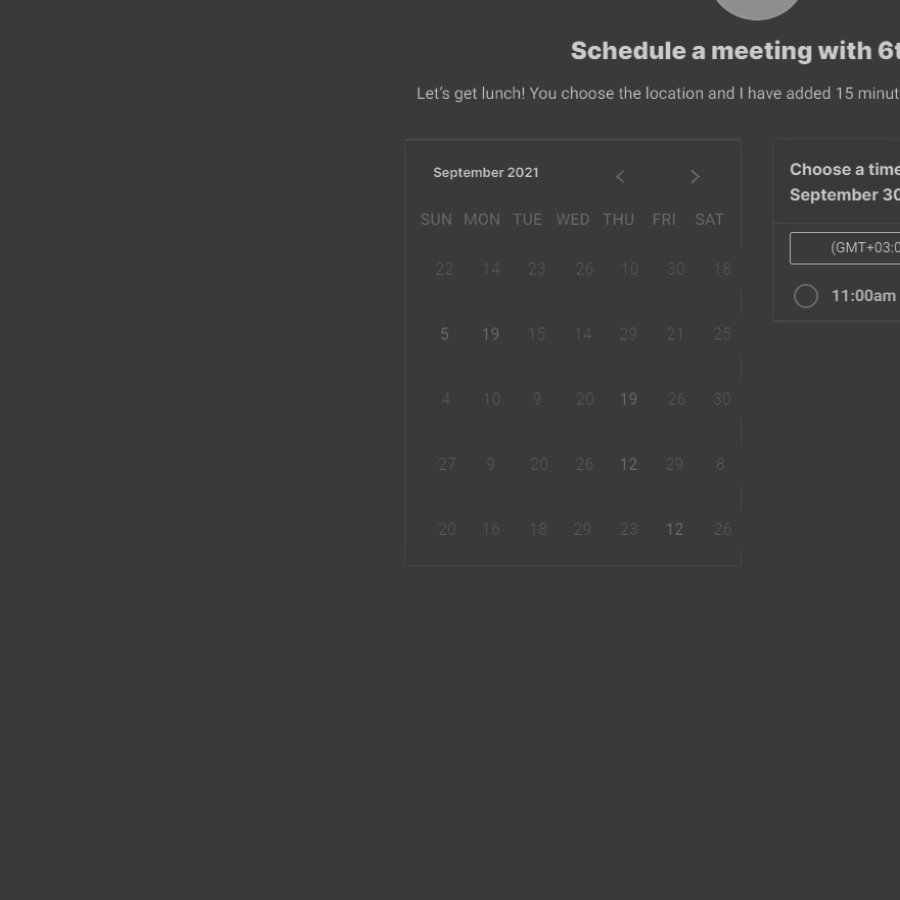 Schedule a meeting with 6t
Let's get lunch! You choose the location and I have added 15 minut
September 2021
SUN MON TUE WED THU FRI SAT
22 14 23 26 10 30 18
5 19 15 14 29 21 25
4 10 9 20 19 26 30
27 9 20 26 12 29 8
20 16 18 29 23 12 26
Choose a time
September 30
(GMT+03:0
11:00am